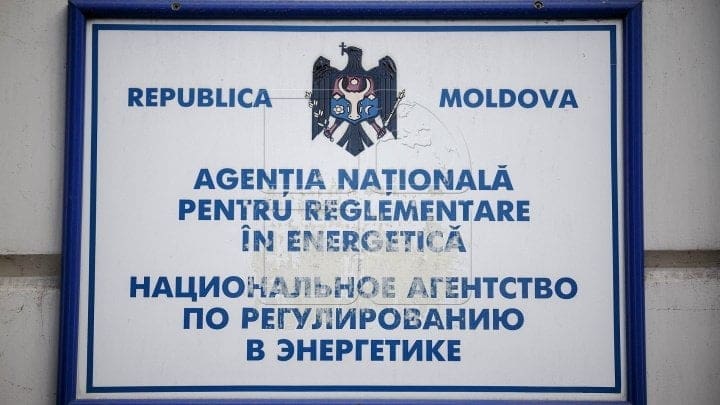 REPUBLICA MOLDOVA
AGENȚIA NAȚIONALĂ
PENTRU REGLEMENTARE
ÎN ENERGETICĂ
НАЦИОНАЛЬНОЕ АГЕНТСТВО
ПО РЕГУЛИРОВАНИЮ
В ЭНЕРГЕТИКЕ